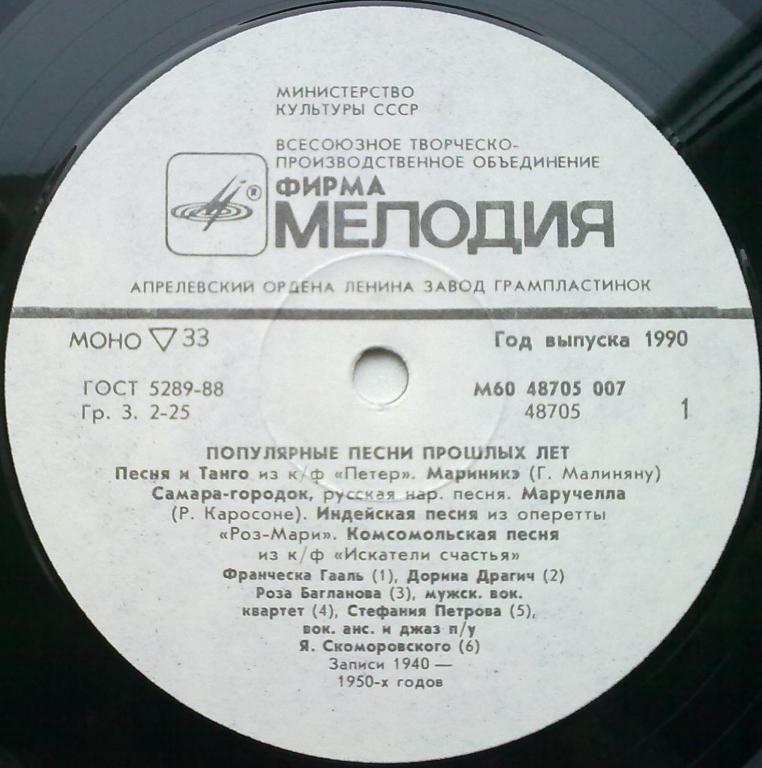 МИНИСТЕРСТВО
КУЛЬТУРЫ СССР
ВСЕСОЮЗНОЕ ТВОРЧЕСКО-
ПРОИЗВОДСТВЕННОЕ ОБЪЕДИНЕНИЕ
®
ФИРМА
МЕЛОДИЯ
АПРЕЛЕВСКИЙ ОРДЕНА ЛЕНИНА ЗАВОД ГРАМПЛАСТИНОК
МОНО ▽ 33 Год выпуска 1990
ГОСТ 5289-88 М60 48705 007
Гр. 3. 2-25 48705 1
ПОПУЛЯРНЫЕ ПЕСНИ ПРОШЛЫХ ЛЕТ
Песня и Танго из к/ф «Петер». Мариникэ (Г. Малиняну)
Самара-городок, русская нар. песня. Маручелла
(Р. Каросоне). Индейская песня из оперетты
«Роз-Мари». Комсомольская песня
из к/ф «Искатели счастья»
Франческа Гааль (1), Дорина Драгич (2)
Роза Багланова (3), мужск. вок.
квартет (4), Стефания Петрова (5),
вок. анс. и джаз п/у
Я. Скоморовского (6)
Записи 1940 —
1950-х годов